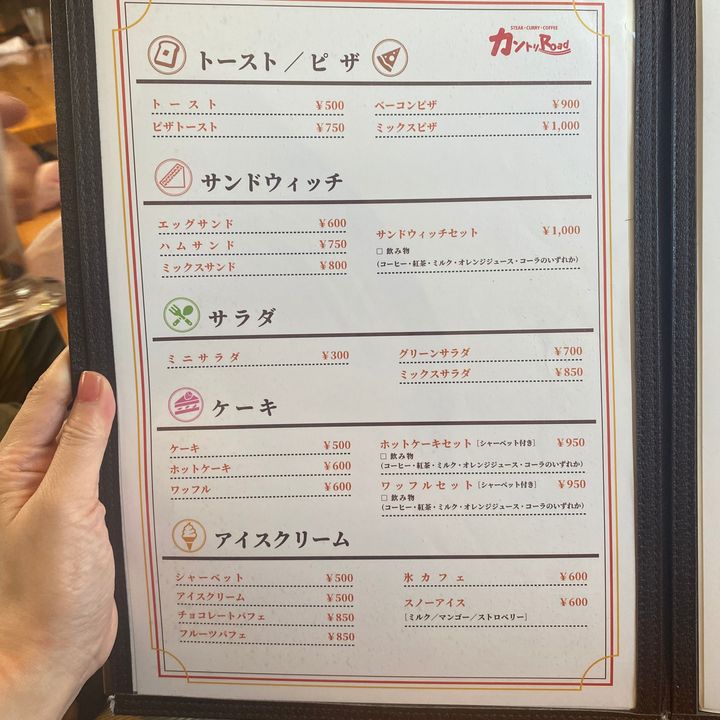 STEAK・CURRY・COFFEE
カントリーRoad
トースト／ピザ
トースト ¥500
ピザトースト ¥750
ベーコンピザ ¥900
ミックスピザ ¥1,000
サンドウィッチ
エッグサンド ¥600
ハムサンド ¥750
ミックスサンド ¥800
サンドウィッチセット ¥1,000
□ 飲み物
(コーヒー・紅茶・ミルク・オレンジジュース・コーラのいずれか)
サラダ
ミニサラダ ¥300
グリーンサラダ ¥700
ミックスサラダ ¥850
ケーキ
ケーキ ¥500
ホットケーキ ¥600
ワッフル ¥600
ホットケーキセット [シャーベット付き] ¥950
□ 飲み物
(コーヒー・紅茶・ミルク・オレンジジュース・コーラのいずれか)
ワッフルセット [シャーベット付き] ¥950
□ 飲み物
(コーヒー・紅茶・ミルク・オレンジジュース・コーラのいずれか)
アイスクリーム
シャーベット ¥500
アイスクリーム ¥500
チョコレートパフェ ¥850
フルーツパフェ ¥850
氷カフェ ¥600
スノーアイス ¥600
[ミルク／マンゴー／ストロベリー]